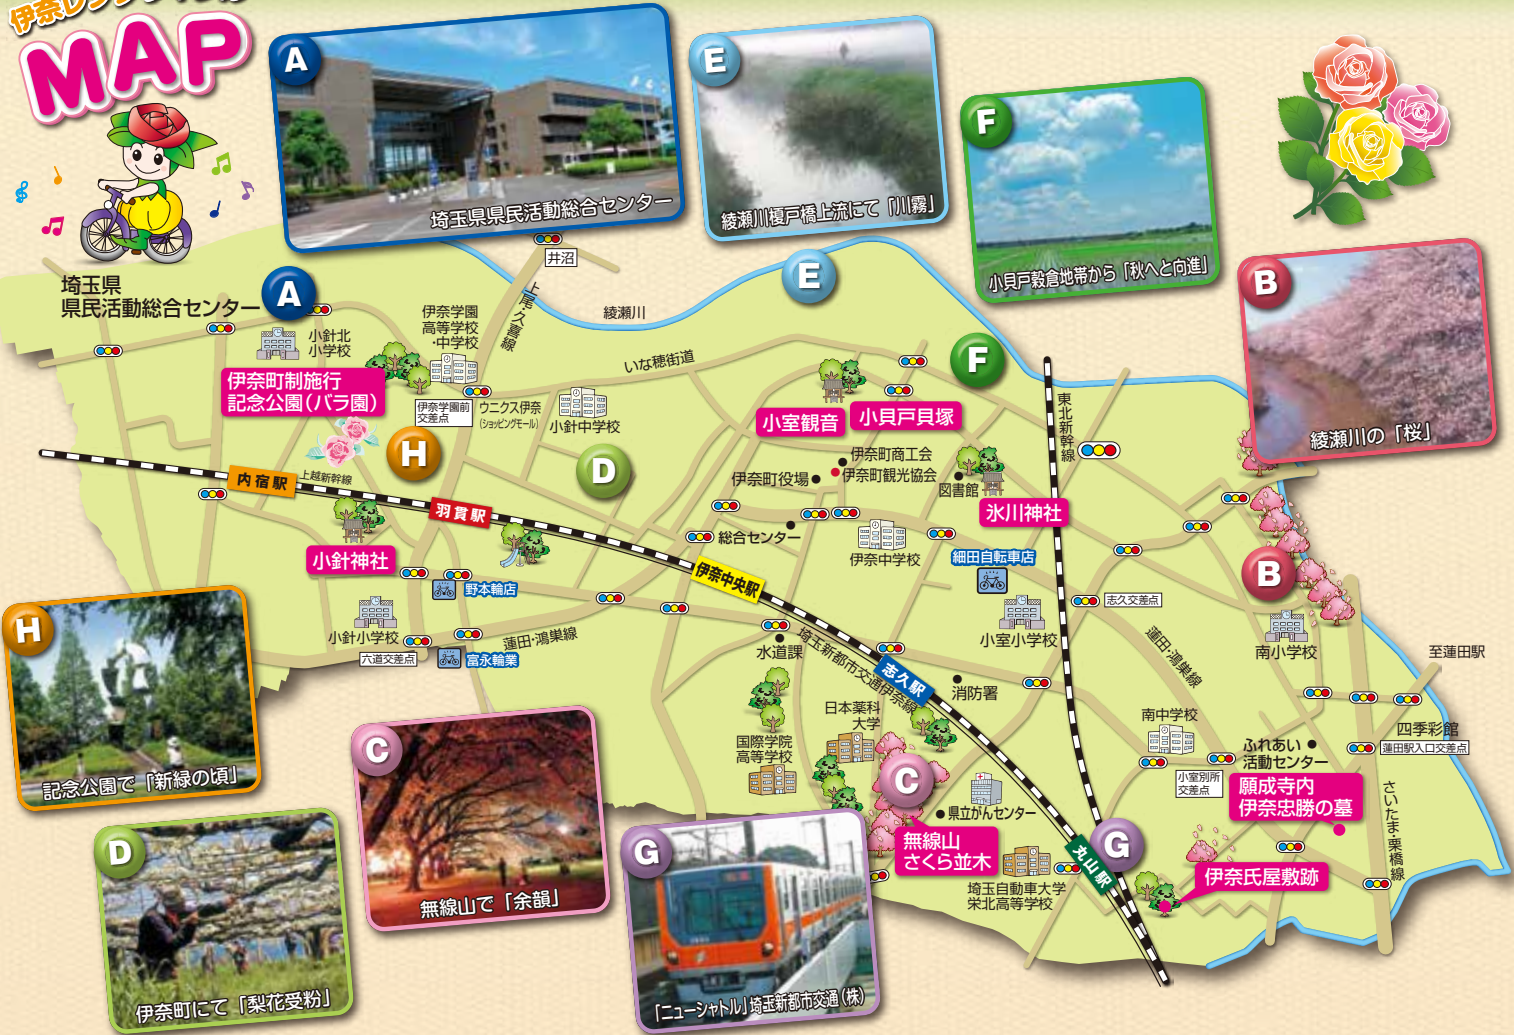 MAP
A
埼玉県県民活動総合センター
E
綾瀬川榎戸橋上流にて「川霧」
F
小貝戸穀倉地帯から「秋へと向進」
B
綾瀬川の「桜」
埼玉県
県民活動総合センター
A
井沼
上尾・久喜線
綾瀬川
E
伊奈学園
高等学校
・中学校
小針北
小学校
いな穂街道
F
東北新幹線
伊奈町制施行
記念公園(バラ園)
伊奈学園前
交差点
ウニクス伊奈
(ショッピングモール)
小針中学校
小室観音
小貝戸貝塚
H
D
伊奈町商工会
伊奈町役場
伊奈町観光協会
図書館
内宿駅
上越新幹線
羽貫駅
氷川神社
総合センター
伊奈中学校
細田自転車店
小針神社
伊奈中央駅
B
野本輪店
志久交差点
小針小学校
蓮田・鴻巣線
埼玉新都市交通伊奈線
小室小学校
蓮田・鴻巣線
南小学校
六道交差点
富永輪業
水道課
志久駅
至蓮田駅
消防署
日本薬科
大学
南中学校
四季彩館
国際学院
高等学校
ふれあい
活動センター
蓮田駅入口交差点
C
小室別所
交差点
願成寺内
伊奈忠勝の墓
さいたま・栗橋線
県立がんセンター
無線山
さくら並木
G
丸山駅
伊奈氏屋敷跡
埼玉自動車大学
栄北高等学校
H
記念公園で「新緑の頃」
C
無線山で「余韻」
D
伊奈町にて「梨花受粉」
G
「ニューシャトル」埼玉新都市交通(株)